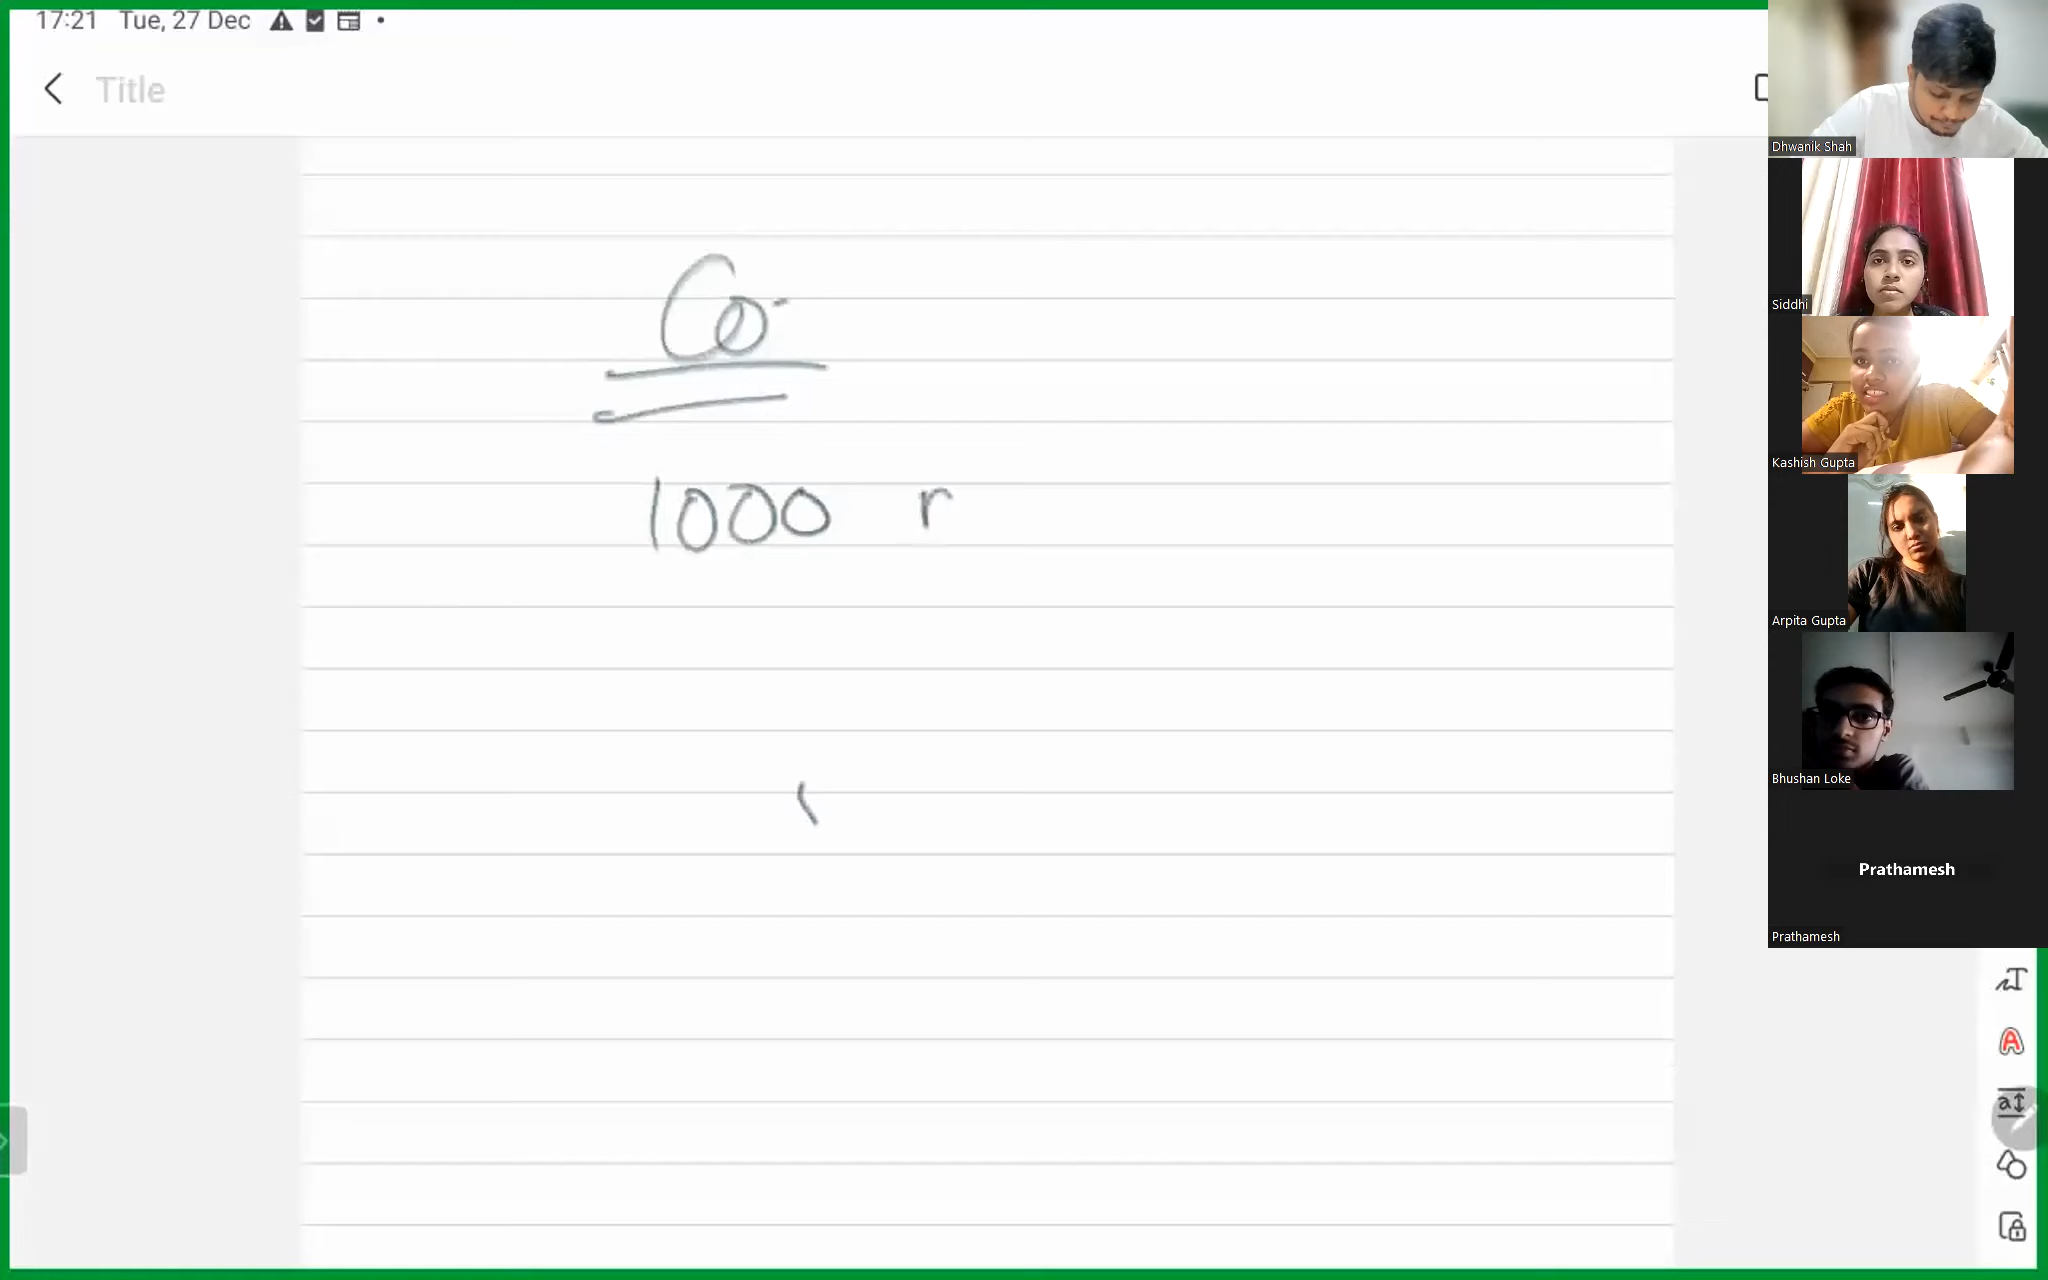 17:21 Tue, 27 Dec
Title
Co
1000 r
Dhwanik Shah
Siddhi
Kashish Gupta
Arpita Gupta
Bhushan Loke
Prathamesh
Prathamesh
T
A
a